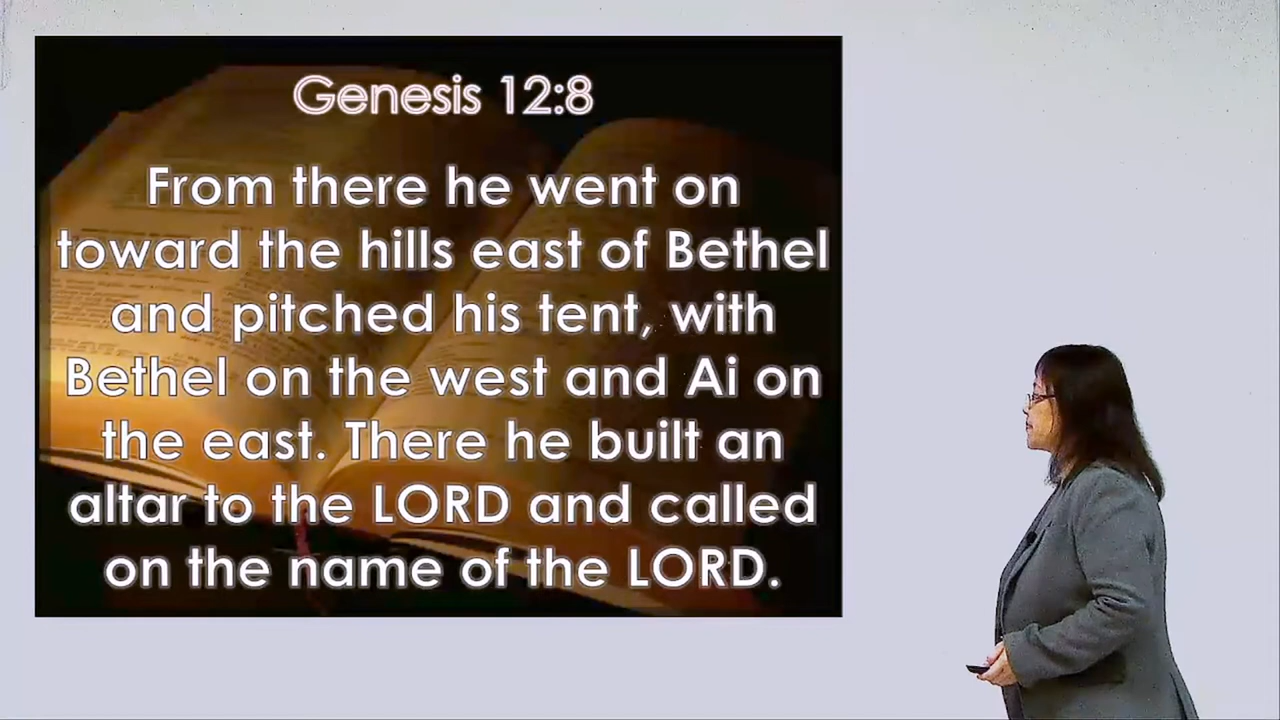 Genesis 12:8
From there he went on
toward the hills east of Bethel
and pitched his tent, with
Bethel on the west and Ai on
the east. There he built an
altar to the LORD and called
on the name of the LORD.